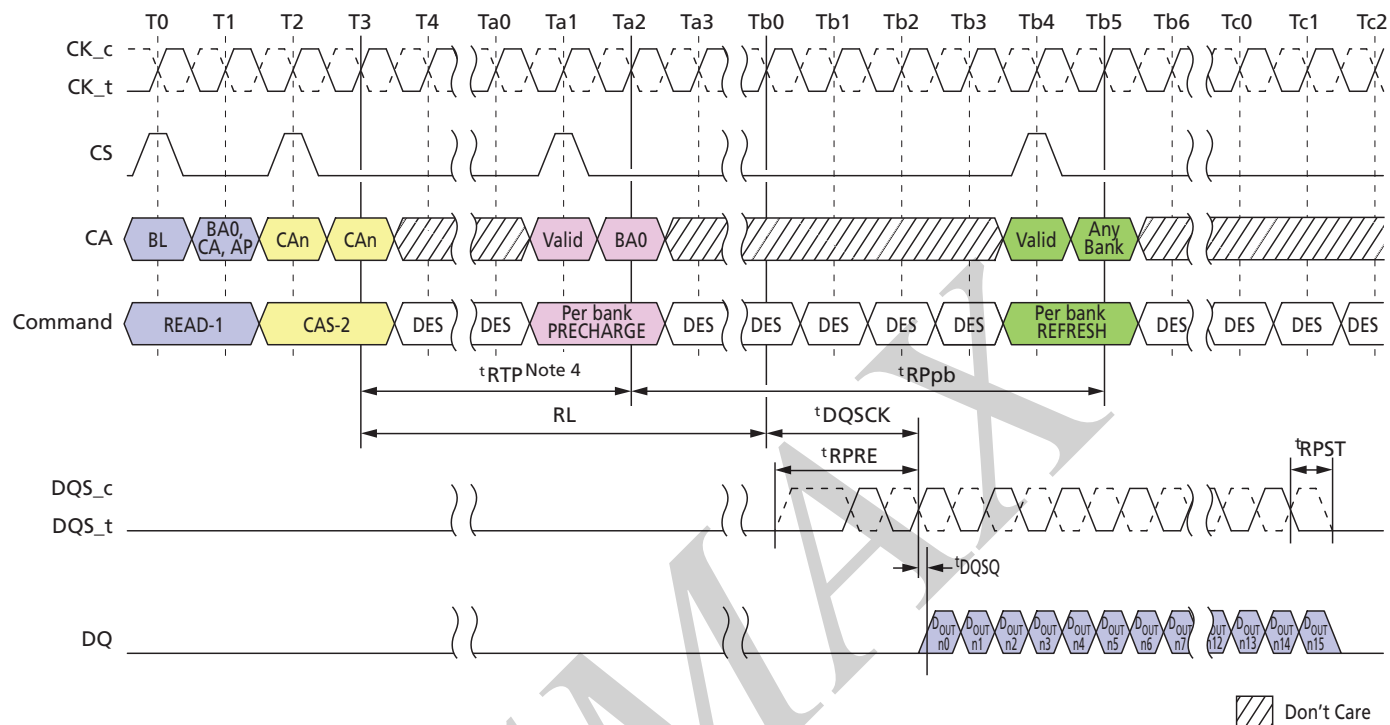 T0 T1 T2 T3 T4 Ta0 Ta1 Ta2 Ta3 Tb0 Tb1 Tb2 Tb3 Tb4 Tb5 Tb6 Tc0 Tc1 Tc2
CK_c
CK_t
CS
CA BL BA0, CA, AP CAn CAn Valid BA0 Valid Any Bank
Command READ-1 CAS-2 DES DES Per bank PRECHARGE DES DES DES DES DES Per bank REFRESH DES DES DES DES
tRTP Note 4 tRPpb
RL tDQSCK
tRPRE tRPST
DQS_c
DQS_t
tDQSQ
DQ DOUT n0 DOUT n1 DOUT n2 DOUT n3 DOUT n4 DOUT n5 DOUT n6 DOUT n7 DOUT n12 DOUT n13 DOUT n14 DOUT n15
MAX
Don't Care